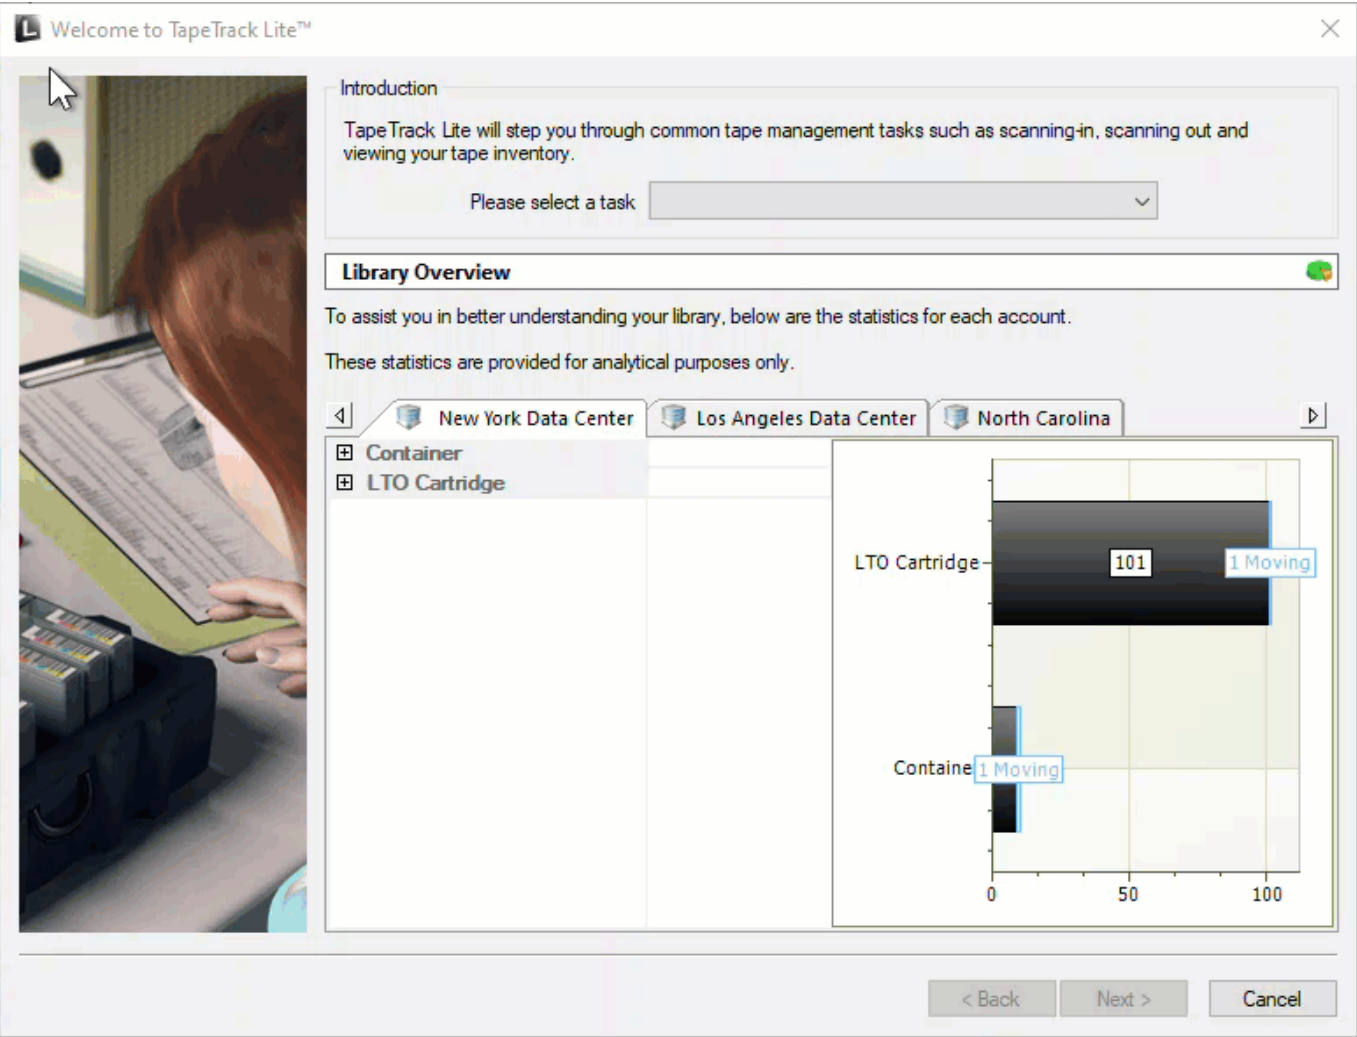 Welcome to TapeTrack Lite™
Introduction
TapeTrack Lite will step you through common tape management tasks such as scanning-in, scanning out and
viewing your tape inventory.
Please select a task
Library Overview
To assist you in better understanding your library, below are the statistics for each account.
These statistics are provided for analytical purposes only.
New York Data Center
Los Angeles Data Center
North Carolina
Container
LTO Cartridge
LTO Cartridge
101
1 Moving
Containe
1 Moving
0
50
100
< Back
Next >
Cancel